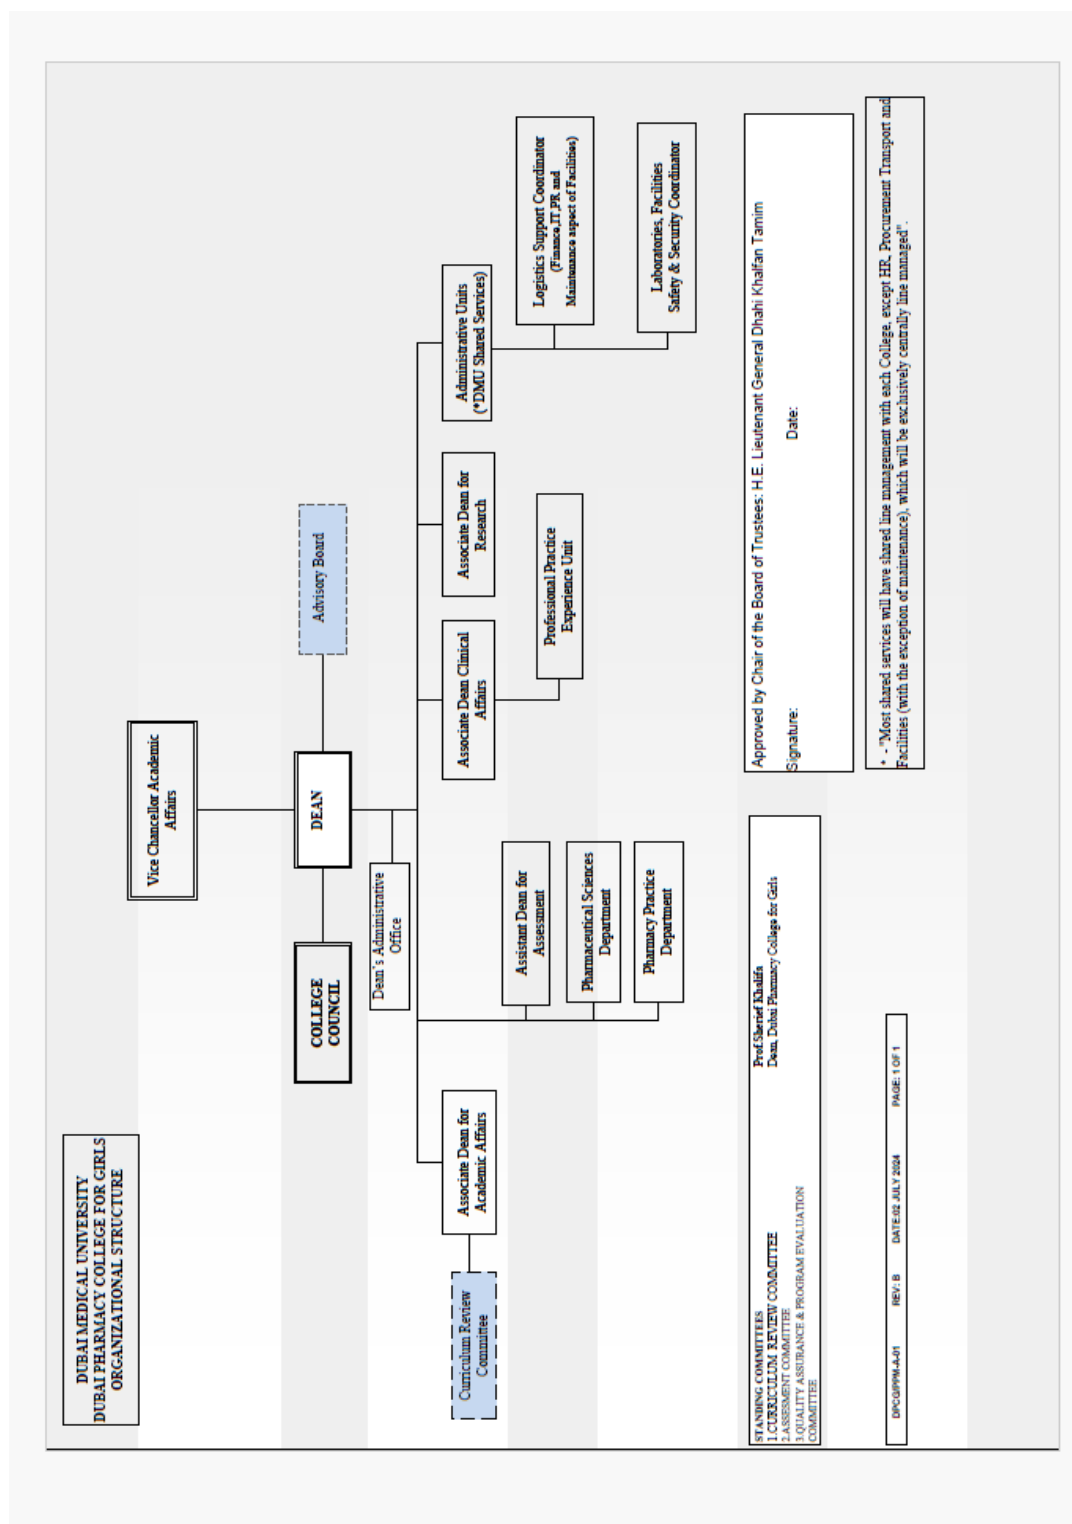 DUBAI MEDICAL UNIVERSITY
DUBAI PHARMACY COLLEGE FOR GIRLS
ORGANIZATIONAL STRUCTURE
Vice Chancellor Academic
Affairs
COLLEGE
COUNCIL
DEAN
Advisory Board
Dean's Administrative
Office
Curriculum Review
Committee
Associate Dean for
Academic Affairs
Associate Dean Clinical
Affairs
Associate Dean for
Research
Administrative Units
(*DMU Shared Services)
Assistant Dean for
Assessment
Pharmaceutical Sciences
Department
Pharmacy Practice
Department
Professional Practice
Experience Unit
Logistics Support Coordinator
(Finance,IT,PR and
Maintenance aspect of Facilities)
Laboratories, Facilities
Safety & Security Coordinator
STANDING COMMITTEES
1.CURRICULUM REVIEW COMMITTEE
2.ASSESMENT COMMITTEE
3.QUALITY ASSURANCE & PROGRAM EVALUATION
COMMITTEE
Prof.Sherief Khalifa
Dean, Dubai Pharmacy College for Girls
Approved by Chair of the Board of Trustees: H.E. Lieutenant General Dhahi Khalfan Tamim
Signature: Date:
* - "Most shared services will have shared line management with each College, except HR, Procurement Transport and
Facilities (with the exception of maintenance), which will be exclusively centrally line managed".
DPCG/PPM-A-01 REV: B DATE:02 JULY 2024 PAGE: 1 OF 1